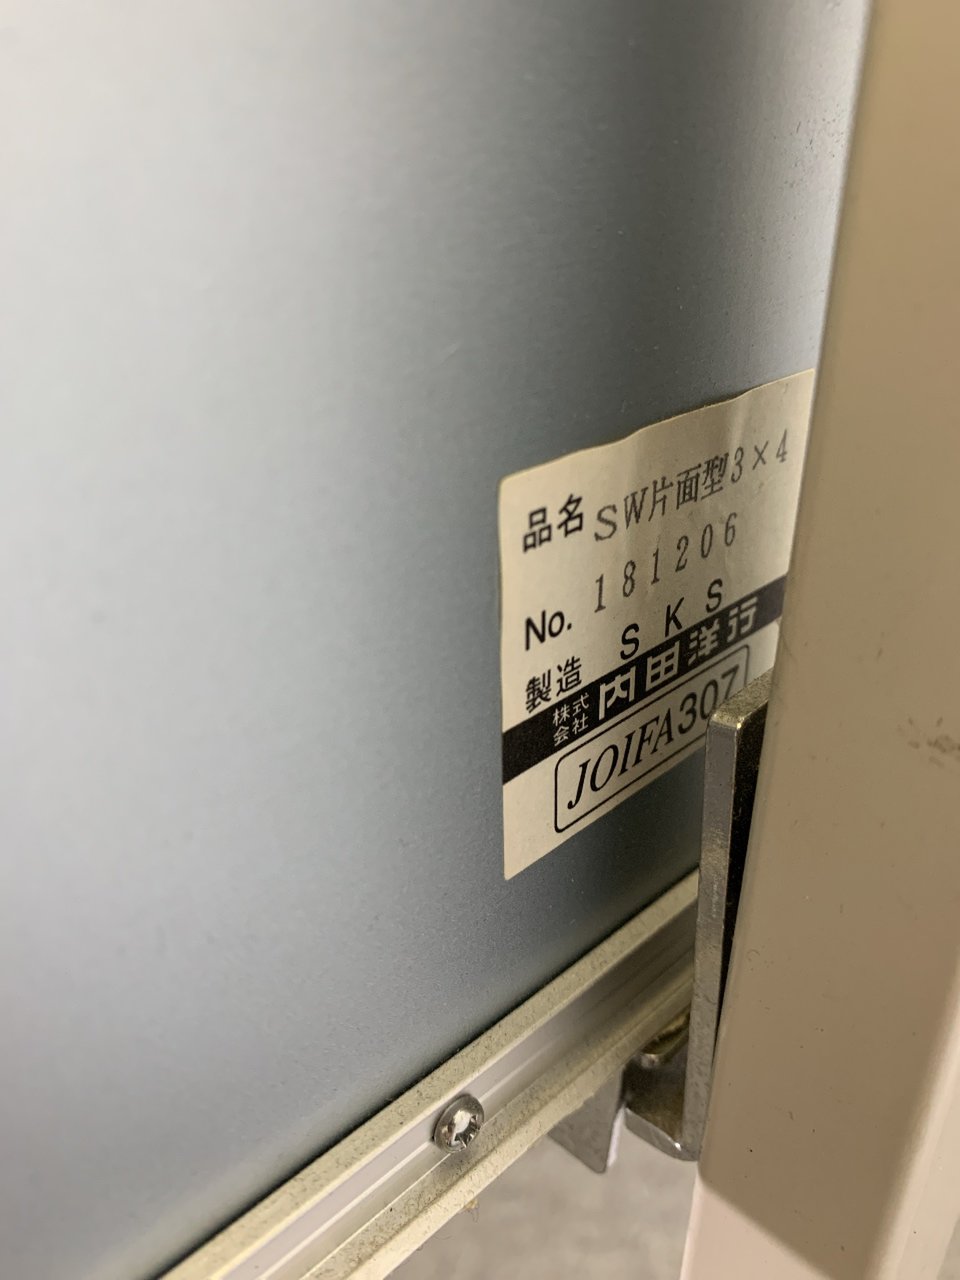 品名 SW片面型3×4
No. 181206
製造 SKS
株式会社 内田洋行
JOIFA307